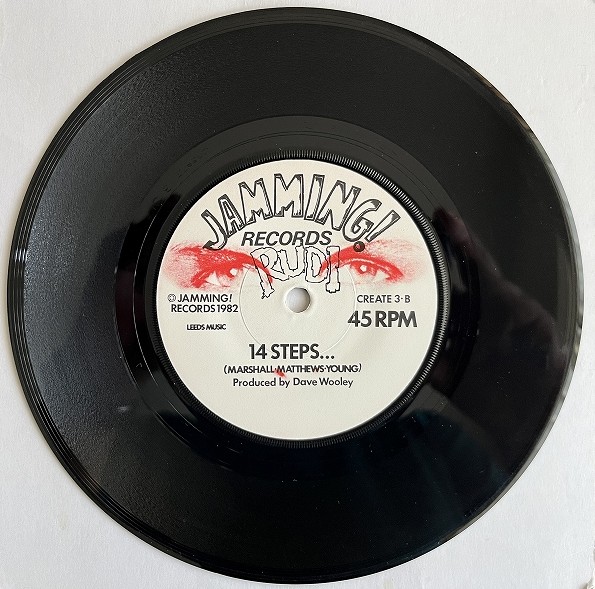 JAMMING!
RECORDS
RUDI
© JAMMING!
RECORDS 1982
CREATE 3·B
45 RPM
LEEDS MUSIC
14 STEPS...
(MARSHALL·MATTHEWS·YOUNG)
Produced by Dave Wooley